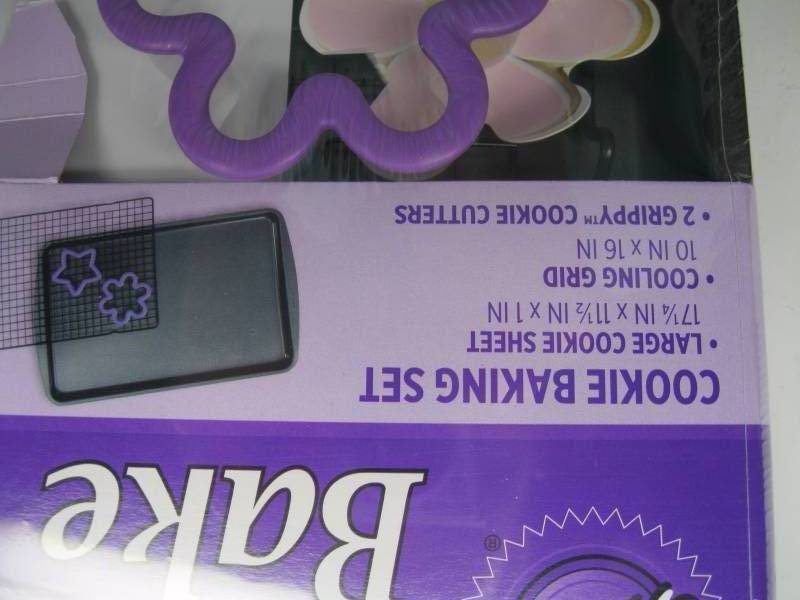 Bake
®
COOKIE BAKING SET
• LARGE COOKIE SHEET
17¼ IN x 11½ IN x 1 IN
• COOLING GRID
10 IN x 16 IN
• 2 GRIPPY™ COOKIE CUTTERS